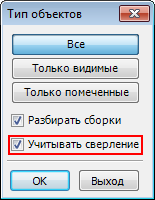 Тип объектов
Все
Только видимые
Только помеченные
Разбирать сборки
Учитывать сверление
OK
Выход